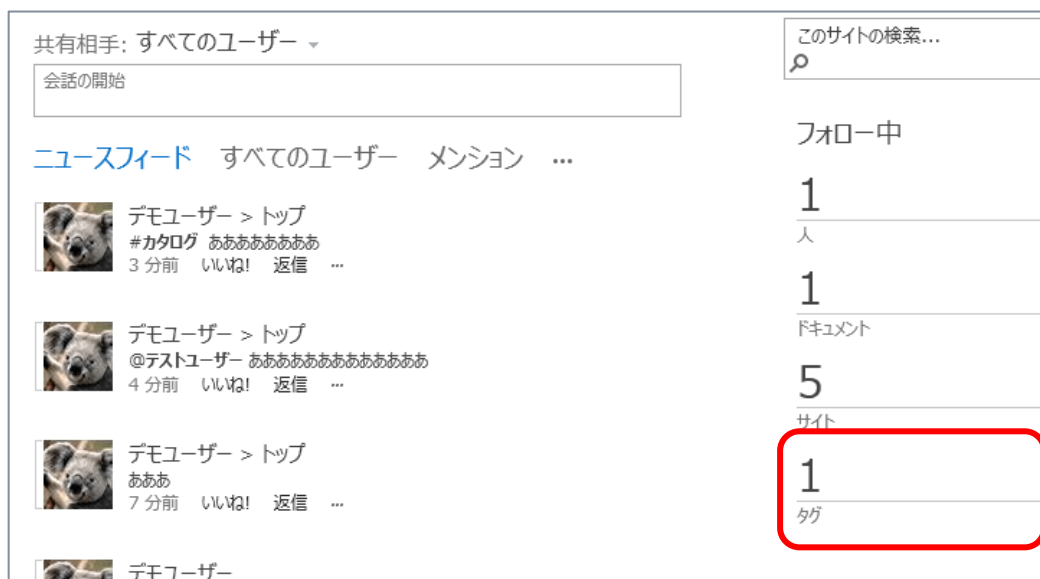 共有相手: すべてのユーザー
会話の開始
ニュースフィード すべてのユーザー メンション ...
デモユーザー > トップ
#カタログ ああああああああ
3 分前 いいね! 返信 ...
デモユーザー > トップ
@テストユーザー あああああああああああああ
4 分前 いいね! 返信 ...
デモユーザー > トップ
あああ
7 分前 いいね! 返信 ...
デモユーザー
このサイトの検索...
フォロー中
1
人
1
ドキュメント
5
サイト
1
タグ